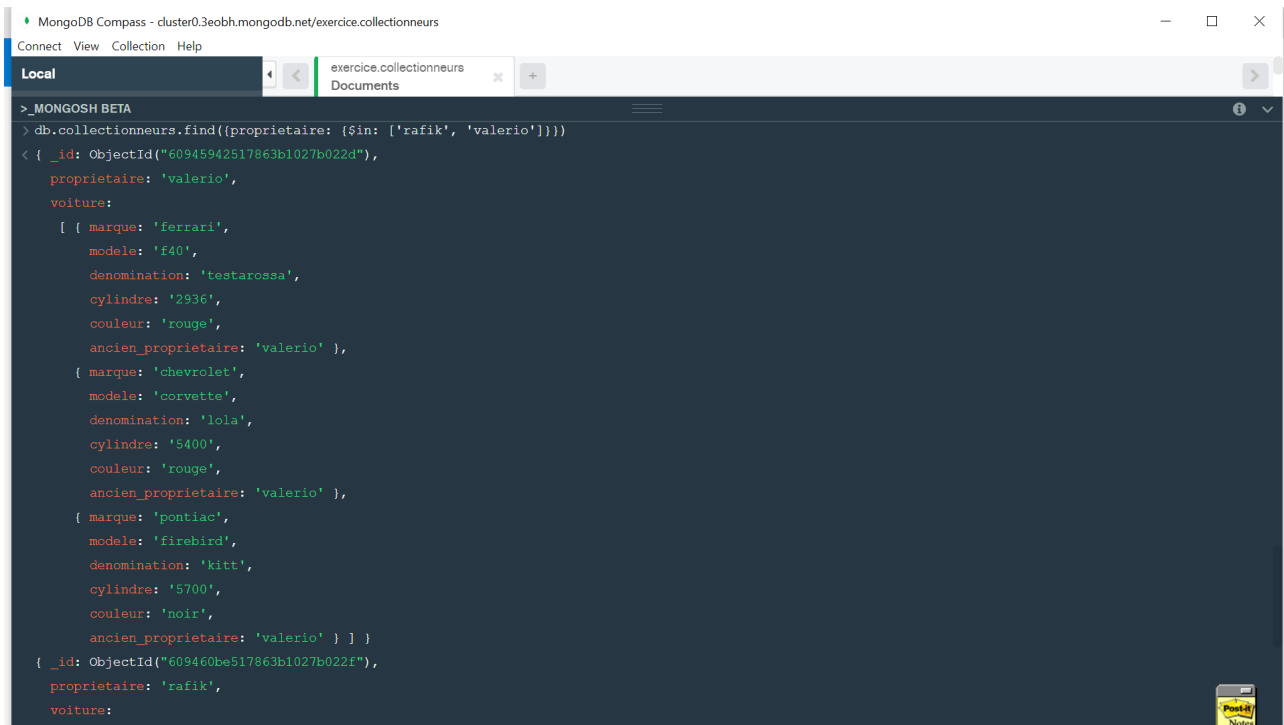 MongoDB Compass - cluster0.3eobh.mongodb.net/exercice.collectionneurs
Connect View Collection Help
Local
exercice.collectionneurs
Documents
>_MONGOSH BETA
> db.collectionneurs.find({proprietaire: {$in: ['rafik', 'valerio']}})
< { _id: ObjectId("60945942517863b1027b022d"),
proprietaire: 'valerio',
voiture:
[ { marque: 'ferrari',
modele: 'f40',
denomination: 'testarossa',
cylindre: '2936',
couleur: 'rouge',
ancien_proprietaire: 'valerio' },
{ marque: 'chevrolet',
modele: 'corvette',
denomination: 'lola',
cylindre: '5400',
couleur: 'rouge',
ancien_proprietaire: 'valerio' },
{ marque: 'pontiac',
modele: 'firebird',
denomination: 'kitt',
cylindre: '5700',
couleur: 'noir',
ancien_proprietaire: 'valerio' } ] }
{ _id: ObjectId("609460be517863b1027b022f"),
proprietaire: 'rafik',
voiture:
Post-it
Notes